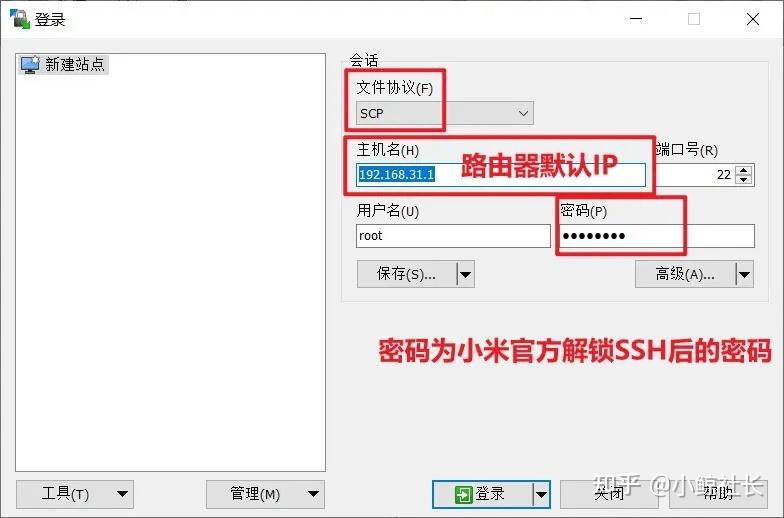 登录
新建站点
会话
文件协议(F)
SCP
主机名(H)
端口号(R)
192.168.31.1
路由器默认IP
22
用户名(U)
密码(P)
root
●●●●●●●●
保存(S)...
高级(A)...
密码为小米官方解锁SSH后的密码
工具(T)
管理(M)
登录
关闭
帮助
知乎 @小鲸社长